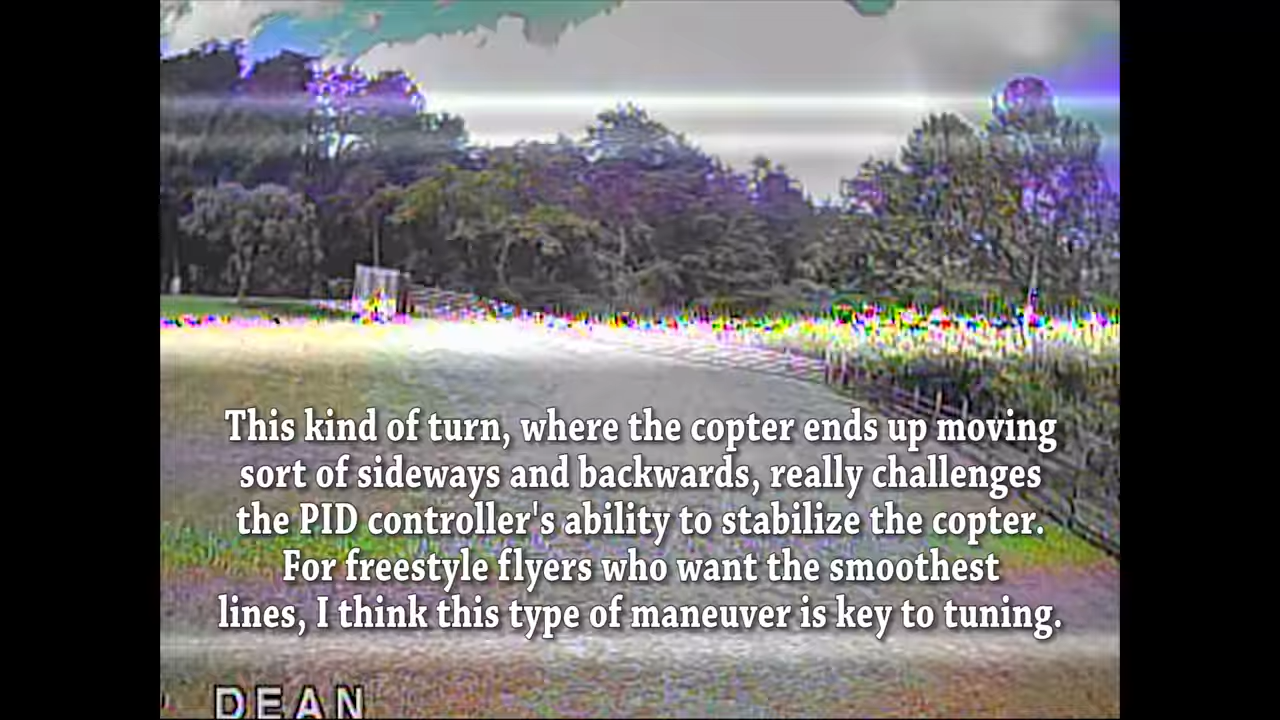 This kind of turn, where the copter ends up moving
sort of sideways and backwards, really challenges
the PID controller's ability to stabilize the copter.
For freestyle flyers who want the smoothest
lines, I think this type of maneuver is key to tuning.
DEAN